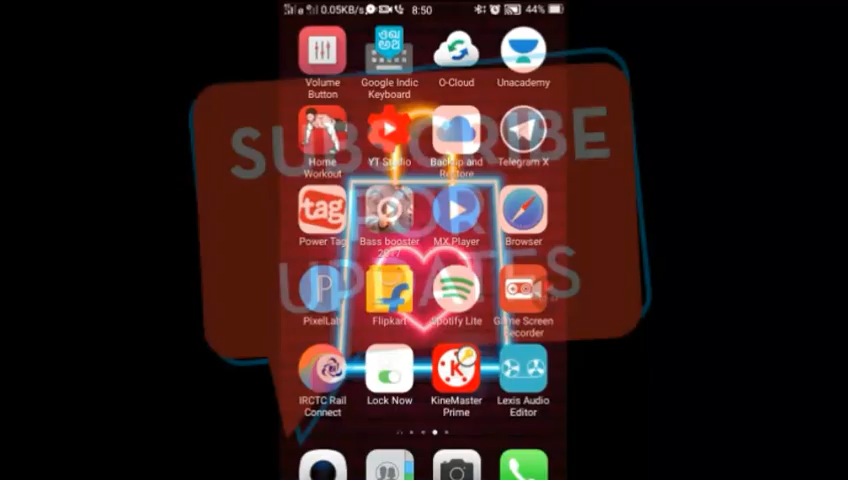 0.05KB/s 8:50 44%
Volume Button
Google Indic Keyboard
O-Cloud
Unacademy
Home Workout
YT Studio
Backup and Restore
Telegram X
tag
Power Tag
Bass booster 2017
MX Player
Browser
P
PixelLab
Flipkart
Spotify Lite
Game Screen Recorder
IRCTC Rail Connect
Lock Now
K
KineMaster Prime
Lexis Audio Editor
SUBSCRIBE
FOR
UPDATES